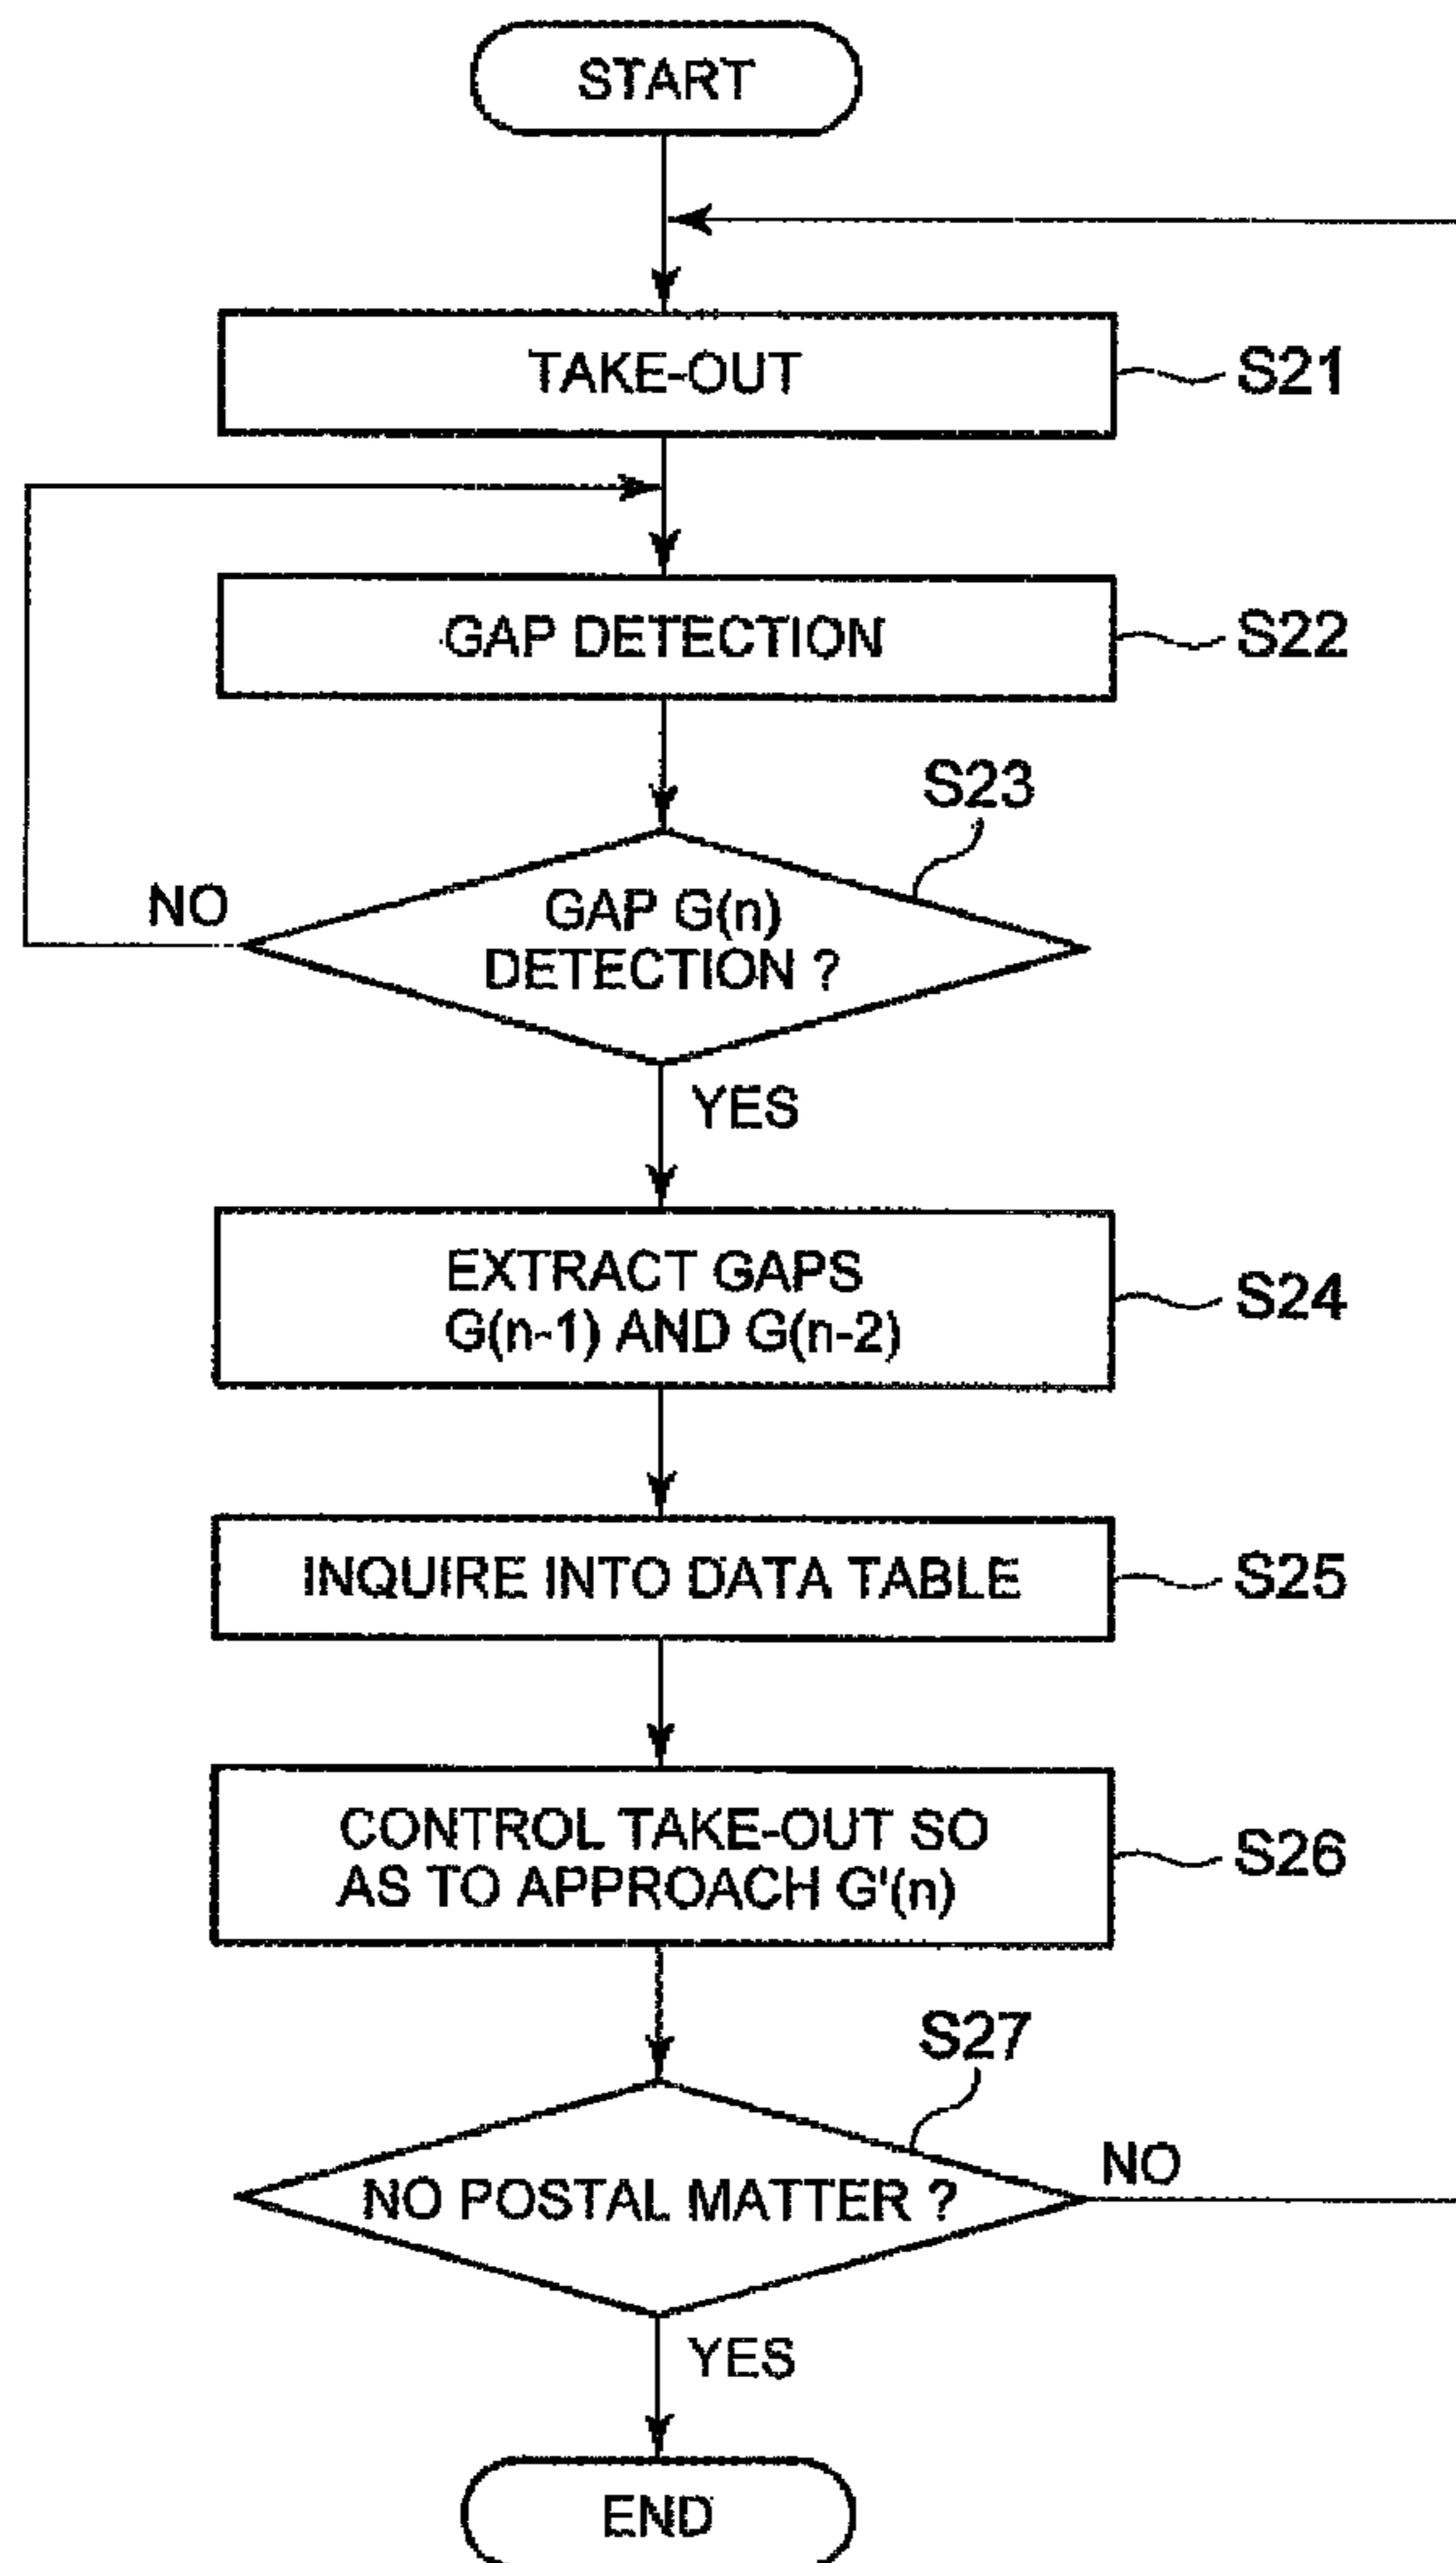 START
TAKE-OUT
S21
GAP DETECTION
S22
S23
GAP G(n)
DETECTION ?
NO
YES
EXTRACT GAPS
G(n-1) AND G(n-2)
S24
INQUIRE INTO DATA TABLE
S25
CONTROL TAKE-OUT SO
AS TO APPROACH G'(n)
S26
S27
NO POSTAL MATTER ?
NO
YES
END